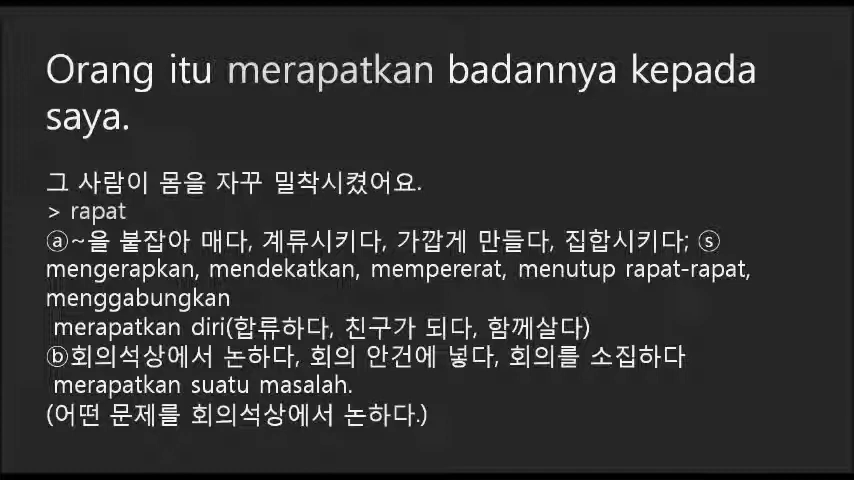 Orang itu merapatkan badannya kepada
saya.
그 사람이 몸을 자꾸 밀착시켰어요.
> rapat
ⓐ~을 붙잡아 매다, 계류시키다, 가깝게 만들다, 집합시키다; ⓢ
mengerapkan, mendekatkan, mempererat, menutup rapat-rapat,
menggabungkan
merapatkan diri(합류하다, 친구가 되다, 함께살다)
ⓑ회의석상에서 논하다, 회의 안건에 넣다, 회의를 소집하다
merapatkan suatu masalah.
(어떤 문제를 회의석상에서 논하다.)